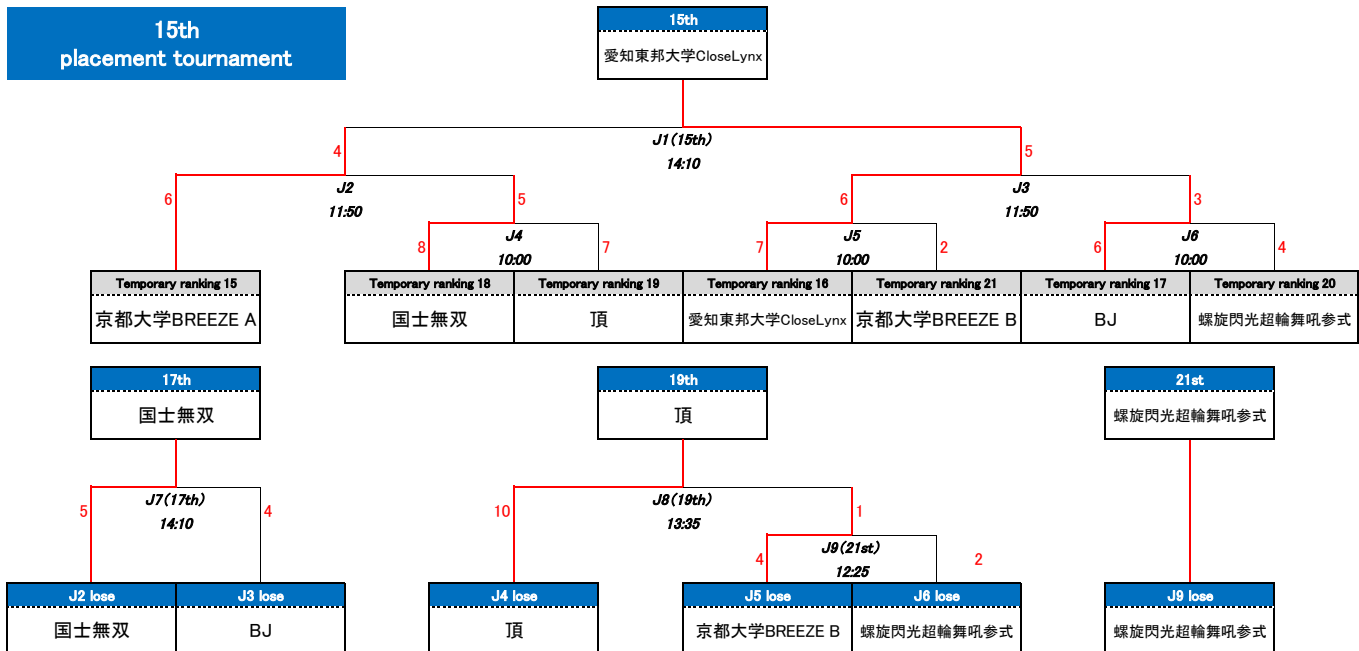 15th
placement tournament
15th
愛知東邦大学CloseLynx
J1(15th)
14:10
4
5
J2
11:50
6
5
J3
11:50
6
3
J4
10:00
8
7
J5
10:00
7
2
J6
10:00
6
4
Temporary ranking 15
京都大学BREEZE A
Temporary ranking 18
国士無双
Temporary ranking 19
頂
Temporary ranking 16
愛知東邦大学CloseLynx
Temporary ranking 21
京都大学BREEZE B
Temporary ranking 17
BJ
Temporary ranking 20
螺旋閃光超輪舞吼参式
17th
国士無双
19th
頂
21st
螺旋閃光超輪舞吼参式
J7(17th)
14:10
5
4
J8(19th)
13:35
10
1
J9(21st)
12:25
4
2
J2 lose
国士無双
J3 lose
BJ
J4 lose
頂
J5 lose
京都大学BREEZE B
J6 lose
螺旋閃光超輪舞吼参式
J9 lose
螺旋閃光超輪舞吼参式